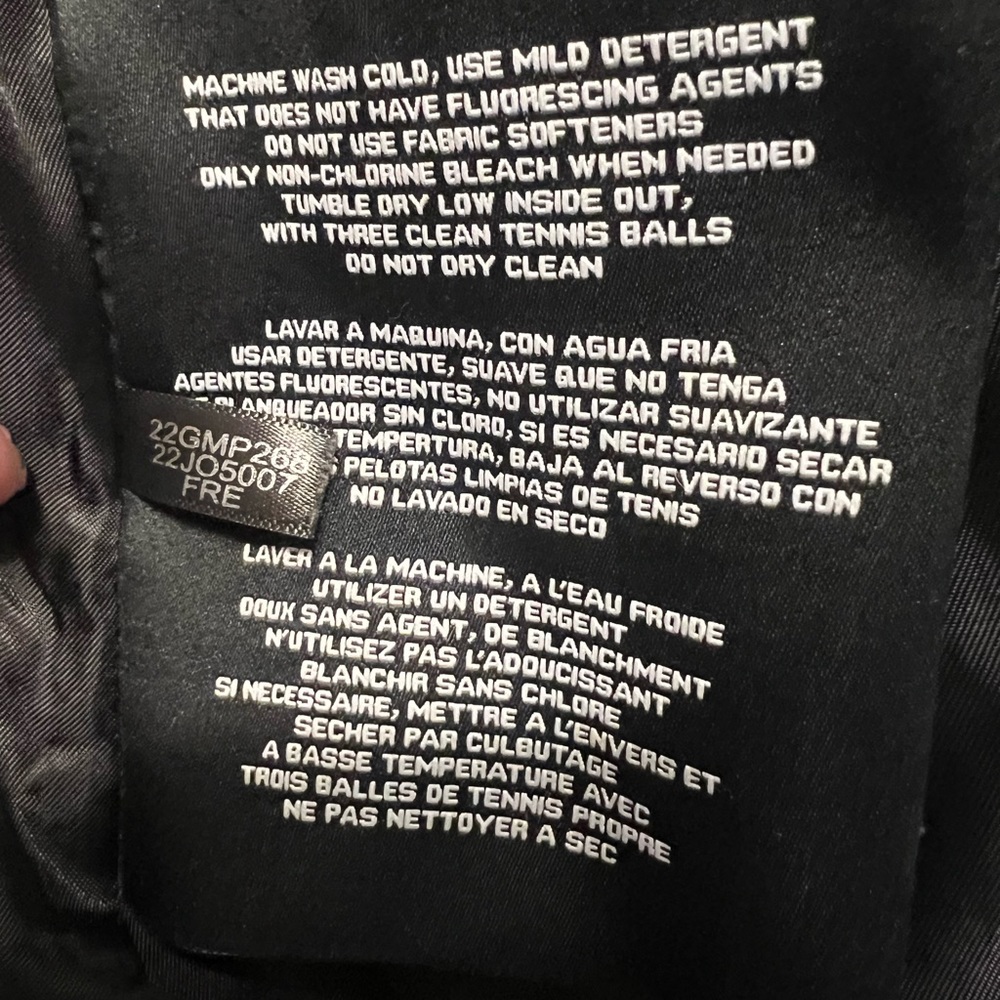 MACHINE WASH COLD, USE MILD DETERGENT
THAT DOES NOT HAVE FLUORESCING AGENTS
DO NOT USE FABRIC SOFTENERS
ONLY NON-CHLORINE BLEACH WHEN NEEDED
TUMBLE DRY LOW INSIDE OUT,
WITH THREE CLEAN TENNIS BALLS
DO NOT DRY CLEAN
LAVAR A MAQUINA, CON AGUA FRIA
USAR DETERGENTE, SUAVE QUE NO TENGA
AGENTES FLUORESCENTES, NO UTILIZAR SUAVIZANTE
BLANQUEADOR SIN CLORO, SI ES NECESARIO SECAR
TEMPERTURA, BAJA AL REVERSO CON
PELOTAS LIMPIAS DE TENIS
NO LAVADO EN SECO
22GMP268
22JO5007
FRE
LAVER A LA MACHINE, A L'EAU FROIDE
UTILIZER UN DETERGENT
DOUX SANS AGENT, DE BLANCHMENT
N'UTILISEZ PAS L'ADOUCISSANT
BLANCHIR SANS CHLORE
SI NECESSAIRE, METTRE A L'ENVERS ET
SECHER PAR CULBUTAGE
A BASSE TEMPERATURE AVEC
TROIS BALLES DE TENNIS PROPRE
NE PAS NETTOYER A SEC